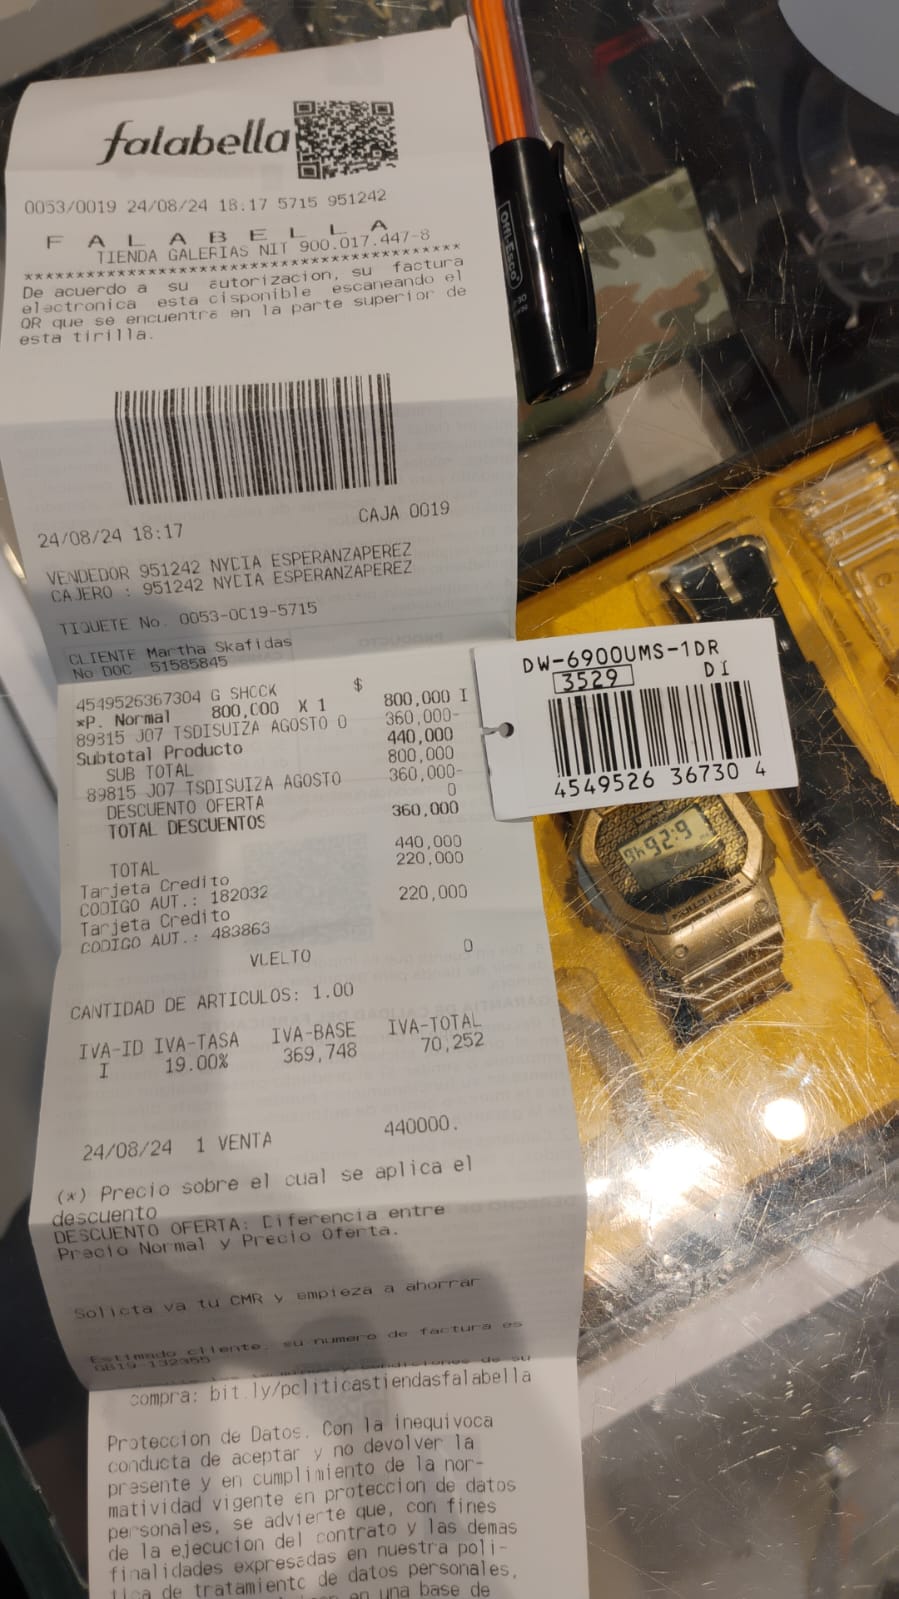 falabella
0053/0019 24/08/24 18.17 5715 951242
F A L A B E L L A
TIENDA GALERIAS NIT 900.017.447-8
******************************************
De acuerdo a su autorizacion, su factura
electronica esta disponible escaneando el
QR que se encuentra en la parte superior de
esta tirilla.
24/08/24 18:17 CAJA 0019
VENDEDOR 951242 NYDIA ESPERANZAPEREZ
CAJERO : 951242 NYDIA ESPERANZAPEREZ
TIQUETE No. 0053-0C19-5715
CLIENTE Martha Skafidas
No DOC 51585845
$
4549526367304 G SHOCK 800,000 I
*P. Normal 800,000 X 1 360,000-
89815 J07 TSDISUIZA AGOSTO 0 440,000
Subtotal Producto 800,000
SUB TOTAL 360,000-
89815 J07 TSDISUIZA AGOSTO 0
DESCUENTO OFERTA 360,000
TOTAL DESCUENTOS
440,000
TOTAL 220,000
Tarjeta Credito
CODIGO AUT.: 182032 220,000
Tarjeta Credito
CODIGO AUT.: 483863
VUELTO 0
CANTIDAD DE ARTICULOS: 1.00
IVA-ID IVA-TASA IVA-BASE IVA-TOTAL
I 19.00% 369,748 70,252
24/08/24 1 VENTA 440000.
(*) Precio sobre el cual se aplica el
descuento
DESCUENTO OFERTA: Diferencia entre
Precio Normal y Precio Oferta.
Solicita ya tu CMR y empieza a ahorrar
Estimado cliente, su numero de factura es
GB19-132355
condiciones de su
compra: bit.ly/politicastiendasfalabella
Proteccion de Datos. Con la inequivoca
conducta de aceptar y no devolver la
presente y en cumplimiento de la nor-
matividad vigente en proteccion de datos
personales, se advierte que, con fines
de la ejecucion del contrato y las demas
finalidades expresadas en nuestra poli-
tica de tratamiento de datos personales,
en una base de
OFFI-ESCO
DW-6900UMS-1DR
3529 DI
4549526 36730 4